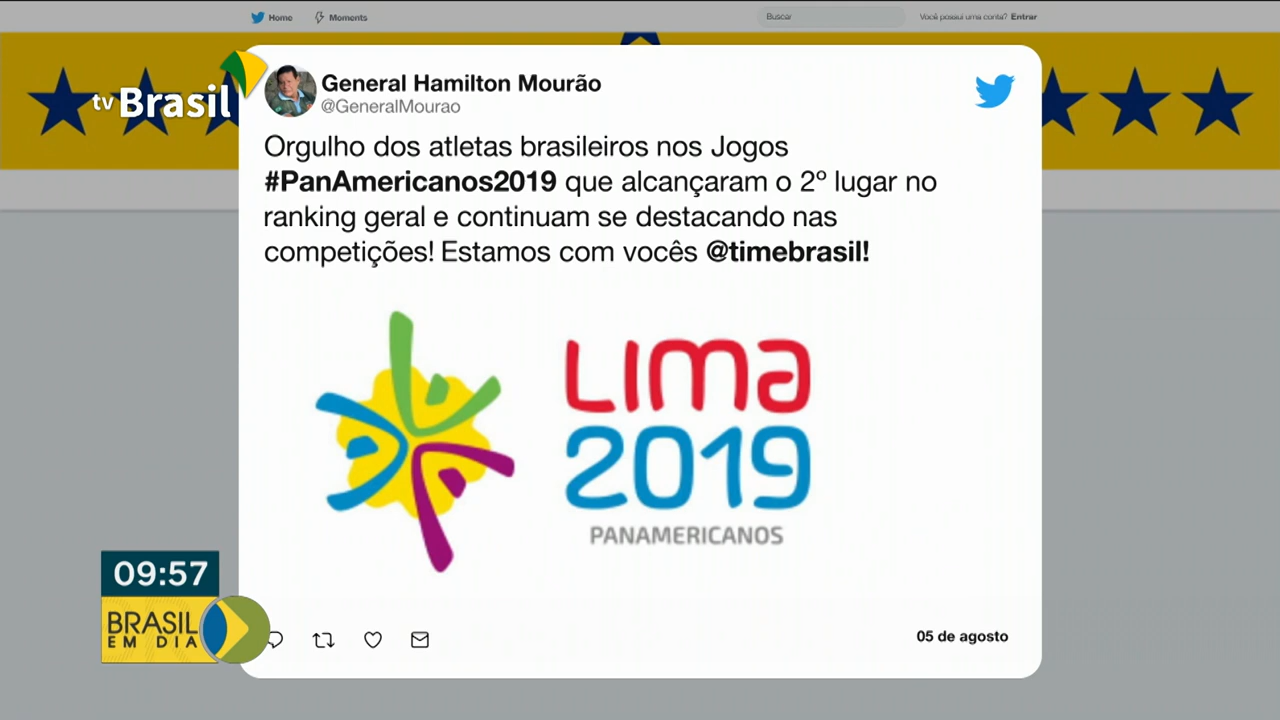 Home Moments Buscar Você possui uma conta? Entrar
tv Brasil
General Hamilton Mourão
@GeneralMourao
Orgulho dos atletas brasileiros nos Jogos
#PanAmericanos2019 que alcançaram o 2º lugar no
ranking geral e continuam se destacando nas
competições! Estamos com vocês @timebrasil!
LIMA
2019
PANAMERICANOS
09:57
BRASIL
EM DIA
05 de agosto